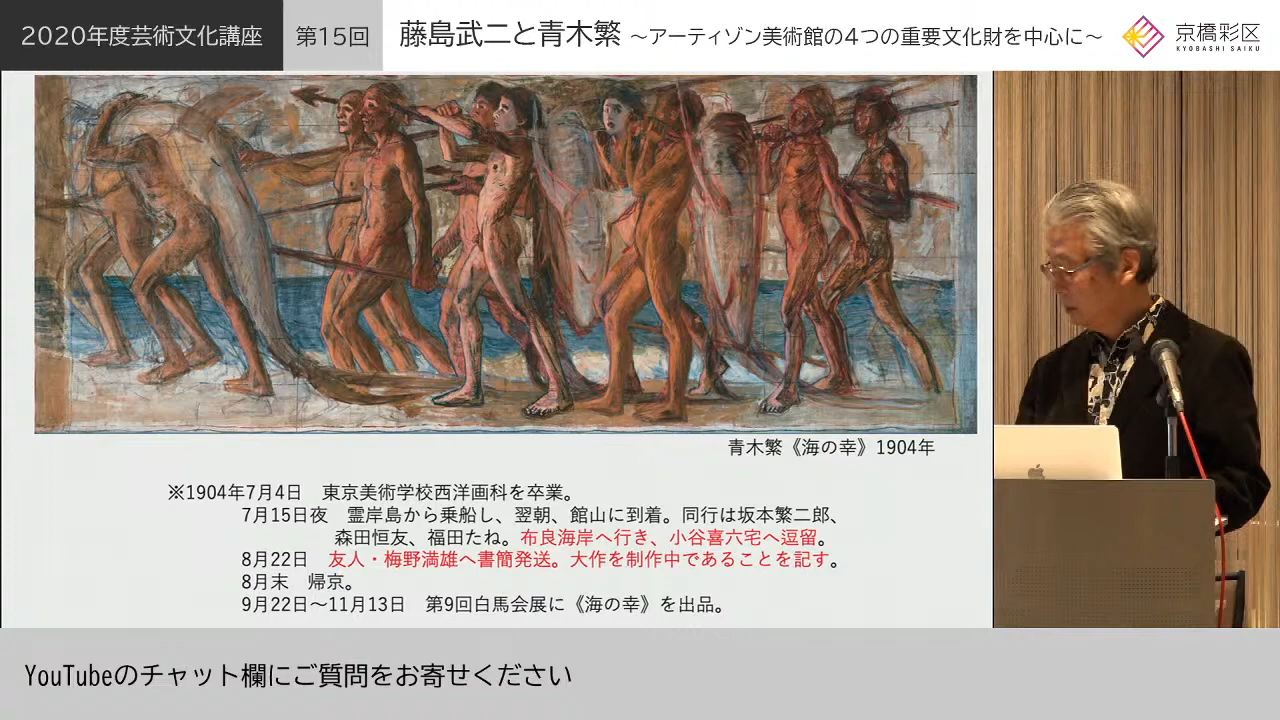 2020年度芸術文化講座
第15回
藤島武二と青木繁 ～アーティゾン美術館の4つの重要文化財を中心に～
京橋彩区
KYOBASHI SAIKU
青木繁《海の幸》1904年
※1904年7月4日　東京美術学校西洋画科を卒業。
7月15日夜　霊岸島から乗船し、翌朝、館山に到着。同行は坂本繁二郎、
森田恒友、福田たね。布良海岸へ行き、小谷喜六宅へ逗留。
8月22日　友人・梅野満雄へ書簡発送。大作を制作中であることを記す。
8月末　帰京。
9月22日～11月13日　第9回白馬会展に《海の幸》を出品。
YouTubeのチャット欄にご質問をお寄せください